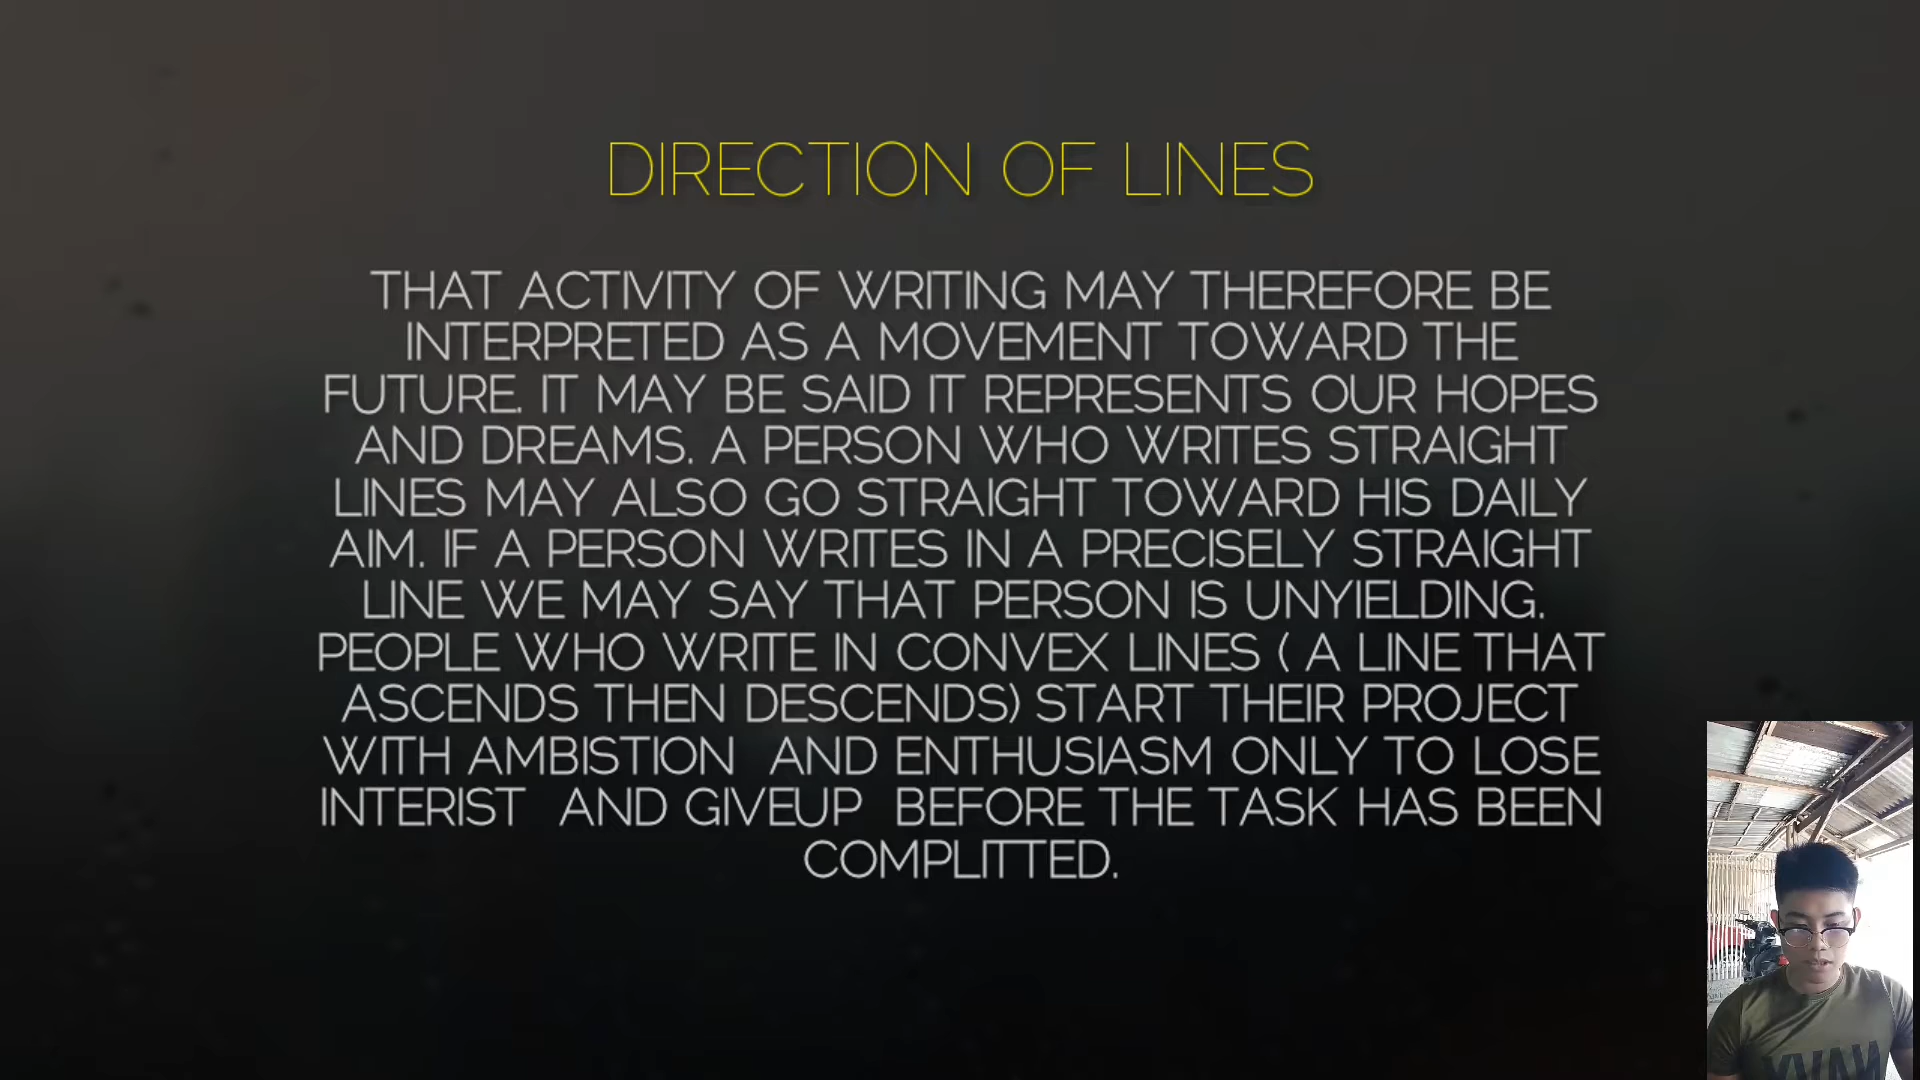 DIRECTION OF LINES
THAT ACTIVITY OF WRITING MAY THEREFORE BE
INTERPRETED AS A MOVEMENT TOWARD THE
FUTURE. IT MAY BE SAID IT REPRESENTS OUR HOPES
AND DREAMS. A PERSON WHO WRITES STRAIGHT
LINES MAY ALSO GO STRAIGHT TOWARD HIS DAILY
AIM. IF A PERSON WRITES IN A PRECISELY STRAIGHT
LINE WE MAY SAY THAT PERSON IS UNYIELDING.
PEOPLE WHO WRITE IN CONVEX LINES ( A LINE THAT
ASCENDS THEN DESCENDS) START THEIR PROJECT
WITH AMBISTION AND ENTHUSIASM ONLY TO LOSE
INTERIST AND GIVEUP BEFORE THE TASK HAS BEEN
COMPLITTED.
NAVY